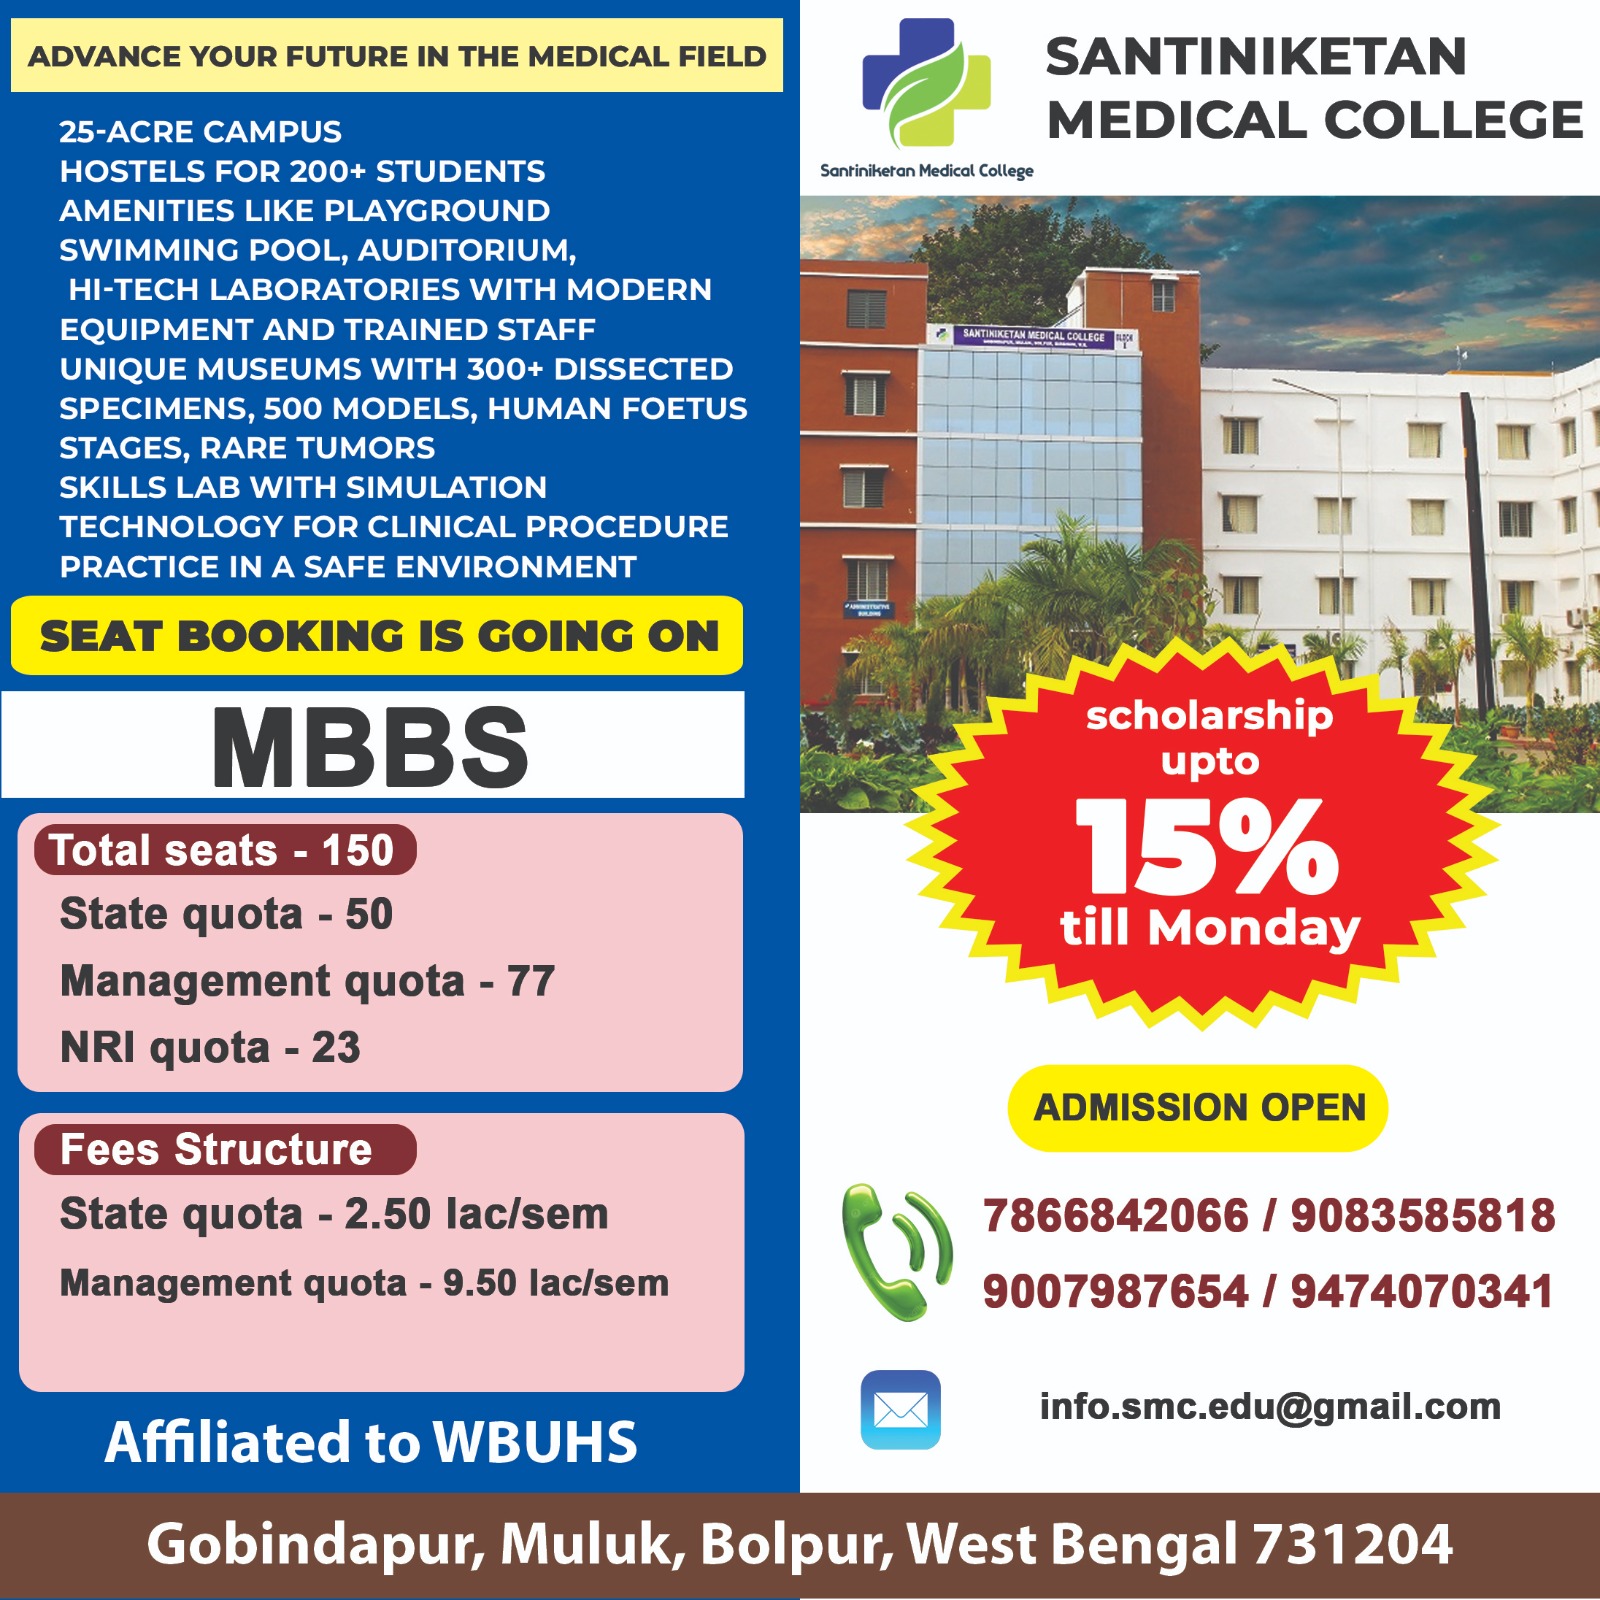 ADVANCE YOUR FUTURE IN THE MEDICAL FIELD
25-ACRE CAMPUS
HOSTELS FOR 200+ STUDENTS
AMENITIES LIKE PLAYGROUND
SWIMMING POOL, AUDITORIUM,
HI-TECH LABORATORIES WITH MODERN
EQUIPMENT AND TRAINED STAFF
UNIQUE MUSEUMS WITH 300+ DISSECTED
SPECIMENS, 500 MODELS, HUMAN FOETUS
STAGES, RARE TUMORS
SKILLS LAB WITH SIMULATION
TECHNOLOGY FOR CLINICAL PROCEDURE
PRACTICE IN A SAFE ENVIRONMENT
SEAT BOOKING IS GOING ON
MBBS
Total seats - 150
State quota - 50
Management quota - 77
NRI quota - 23
Fees Structure
State quota - 2.50 lac/sem
Management quota - 9.50 lac/sem
Affiliated to WBUHS
Santiniketan Medical College
SANTINIKETAN
MEDICAL COLLEGE
SANTINIKETAN MEDICAL COLLEGE
BLOCK
ADMINISTRATIVE
BUILDING
scholarship
upto
15%
till Monday
ADMISSION OPEN
7866842066 / 9083585818
9007987654 / 9474070341
info.smc.edu@gmail.com
Gobindapur, Muluk, Bolpur, West Bengal 731204